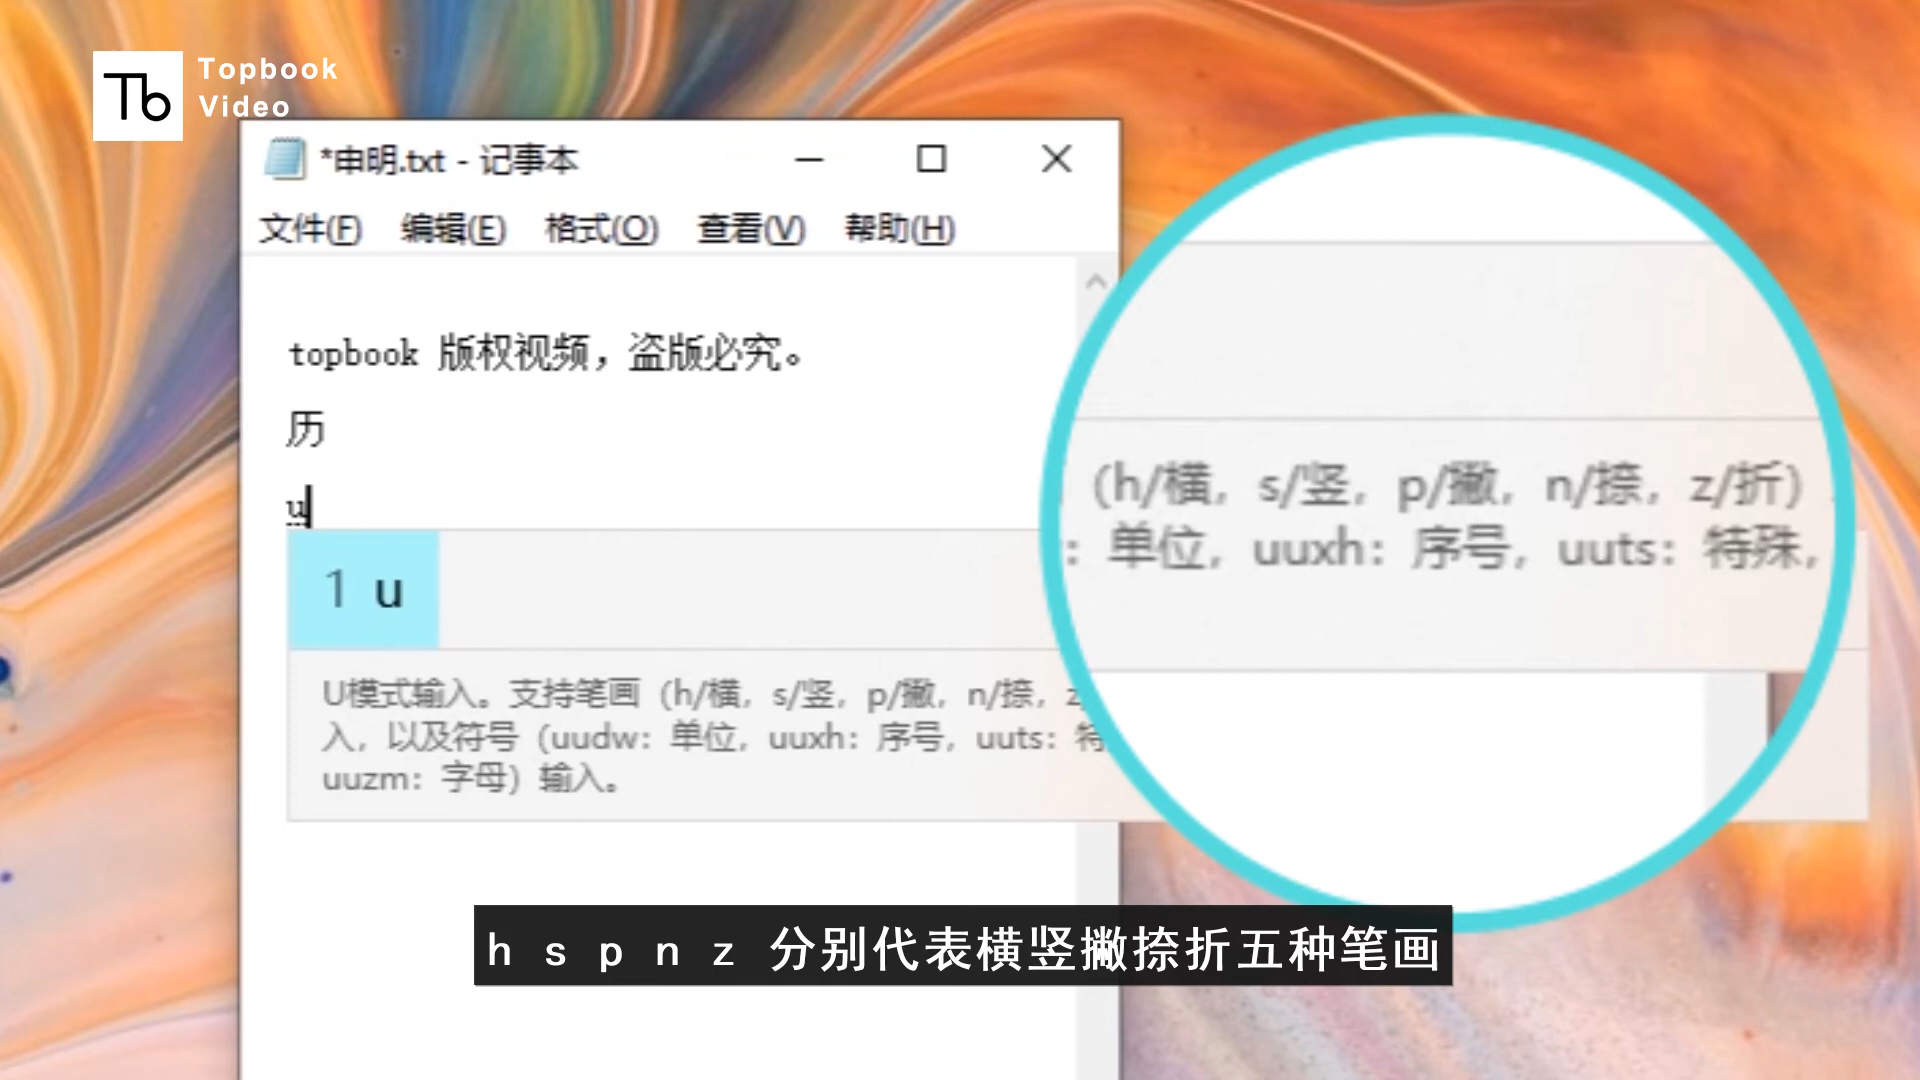 Tb
Topbook
Video
*申明.txt - 记事本
文件(F) 编辑(E) 格式(O) 查看(V) 帮助(H)
topbook 版权视频，盗版必究。
历
u
1 u
U模式输入。支持笔画（h/横，s/竖，p/撇，n/捺，z
入，以及符号（uudw：单位，uuxh：序号，uuts：特
uuzm：字母）输入。
（h/横，s/竖，p/撇，n/捺，z/折）
：单位，uuxh：序号，uuts：特殊，
h s p n z 分别代表横竖撇捺折五种笔画